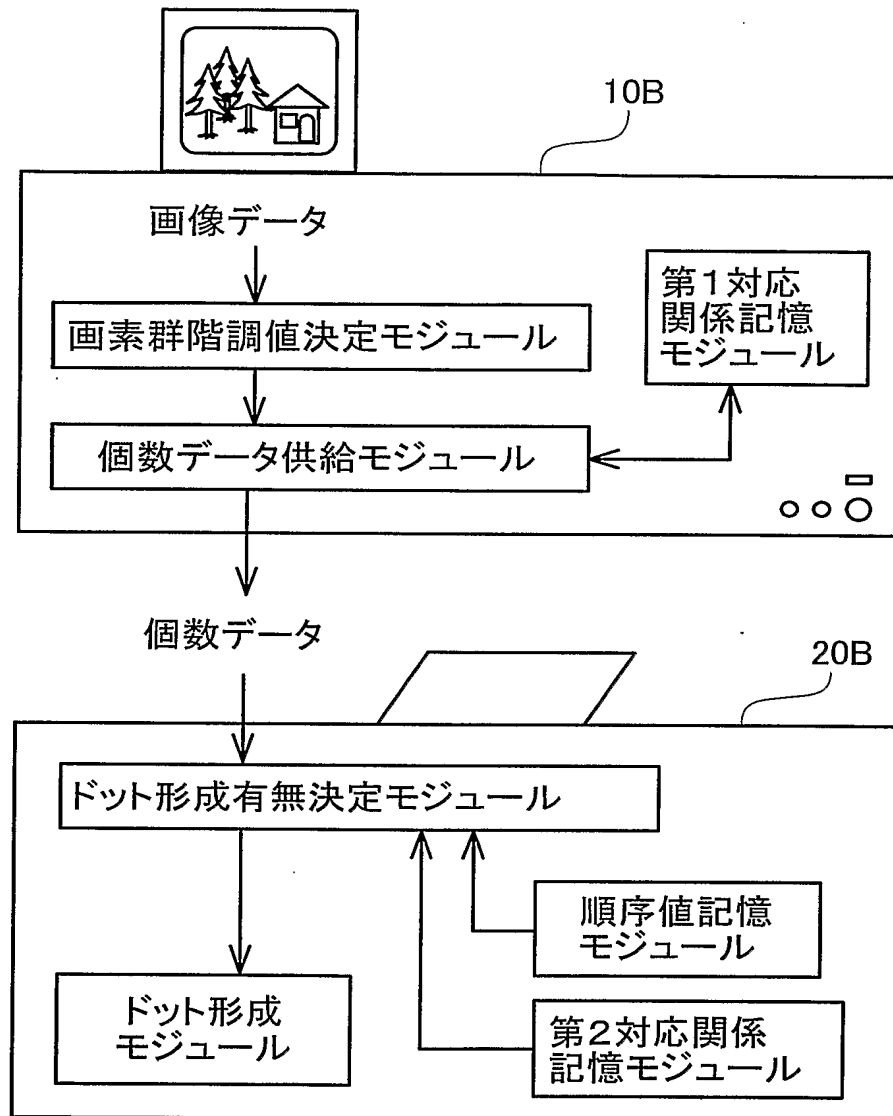 10B
画像データ
第1対応
関係記憶
モジュール
画素群階調値決定モジュール
個数データ供給モジュール
個数データ
20B
ドット形成有無決定モジュール
順序値記憶
モジュール
ドット形成
モジュール
第2対応関係
記憶モジュール